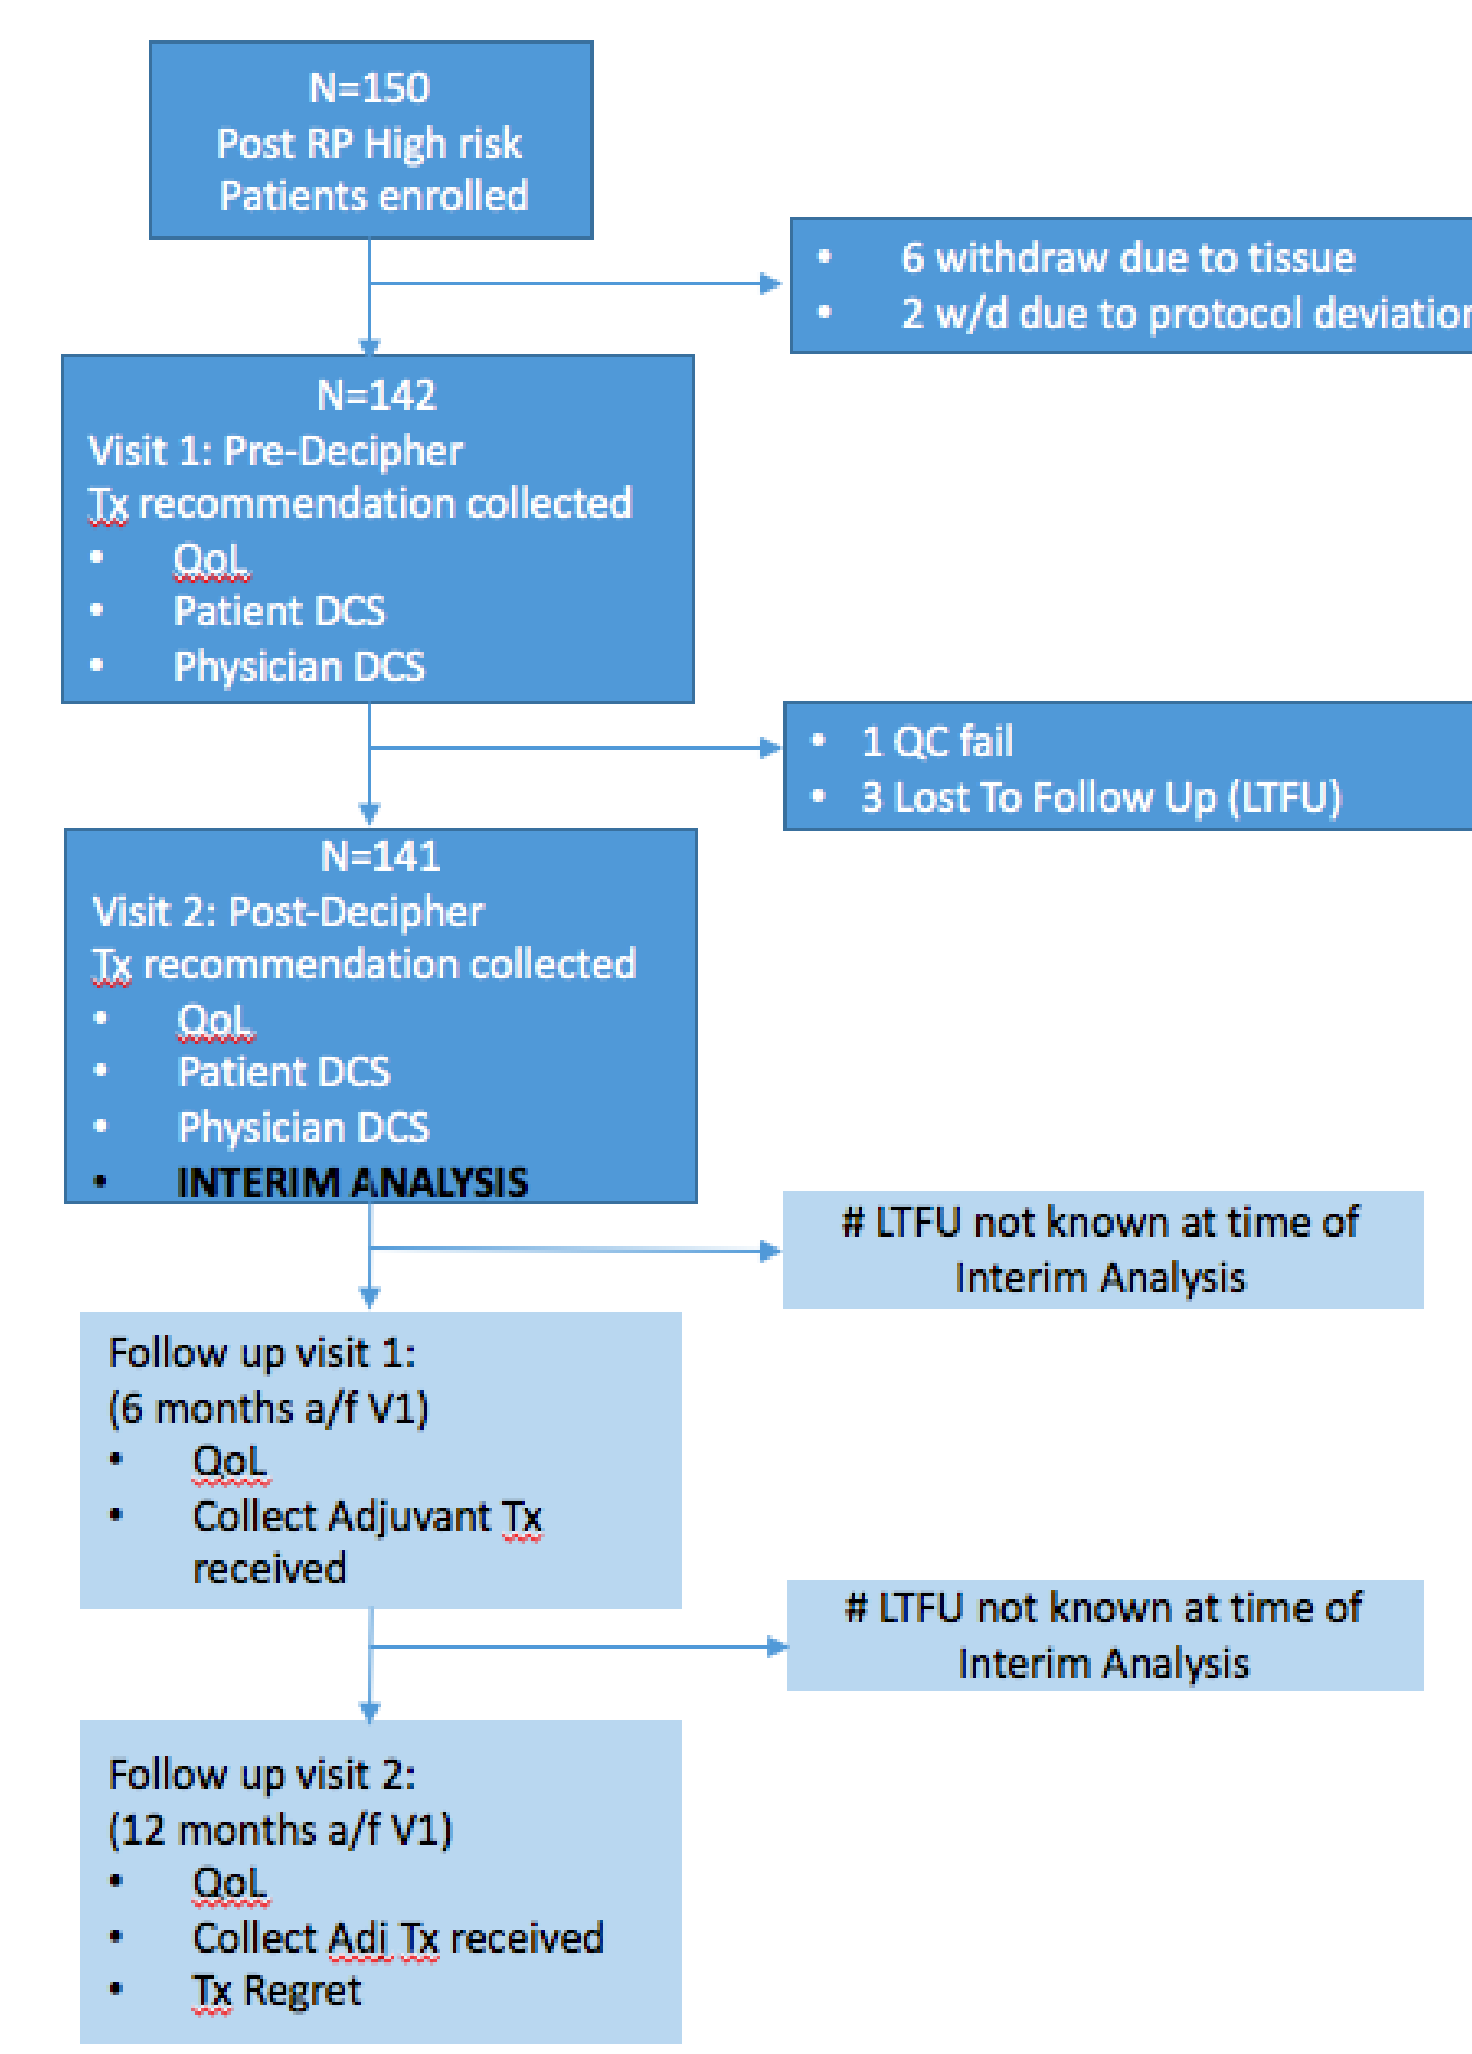 N=150
Post RP High risk
Patients enrolled
• 6 withdraw due to tissue
• 2 w/d due to protocol deviation
N=142
Visit 1: Pre-Decipher
Tx recommendation collected
• QoL
• Patient DCS
• Physician DCS
• 1 QC fail
• 3 Lost To Follow Up (LTFU)
N=141
Visit 2: Post-Decipher
Tx recommendation collected
• QoL
• Patient DCS
• Physician DCS
• INTERIM ANALYSIS
# LTFU not known at time of
Interim Analysis
Follow up visit 1:
(6 months a/f V1)
• QoL
• Collect Adjuvant Tx
received
# LTFU not known at time of
Interim Analysis
Follow up visit 2:
(12 months a/f V1)
• QoL
• Collect Adj Tx received
• Tx Regret